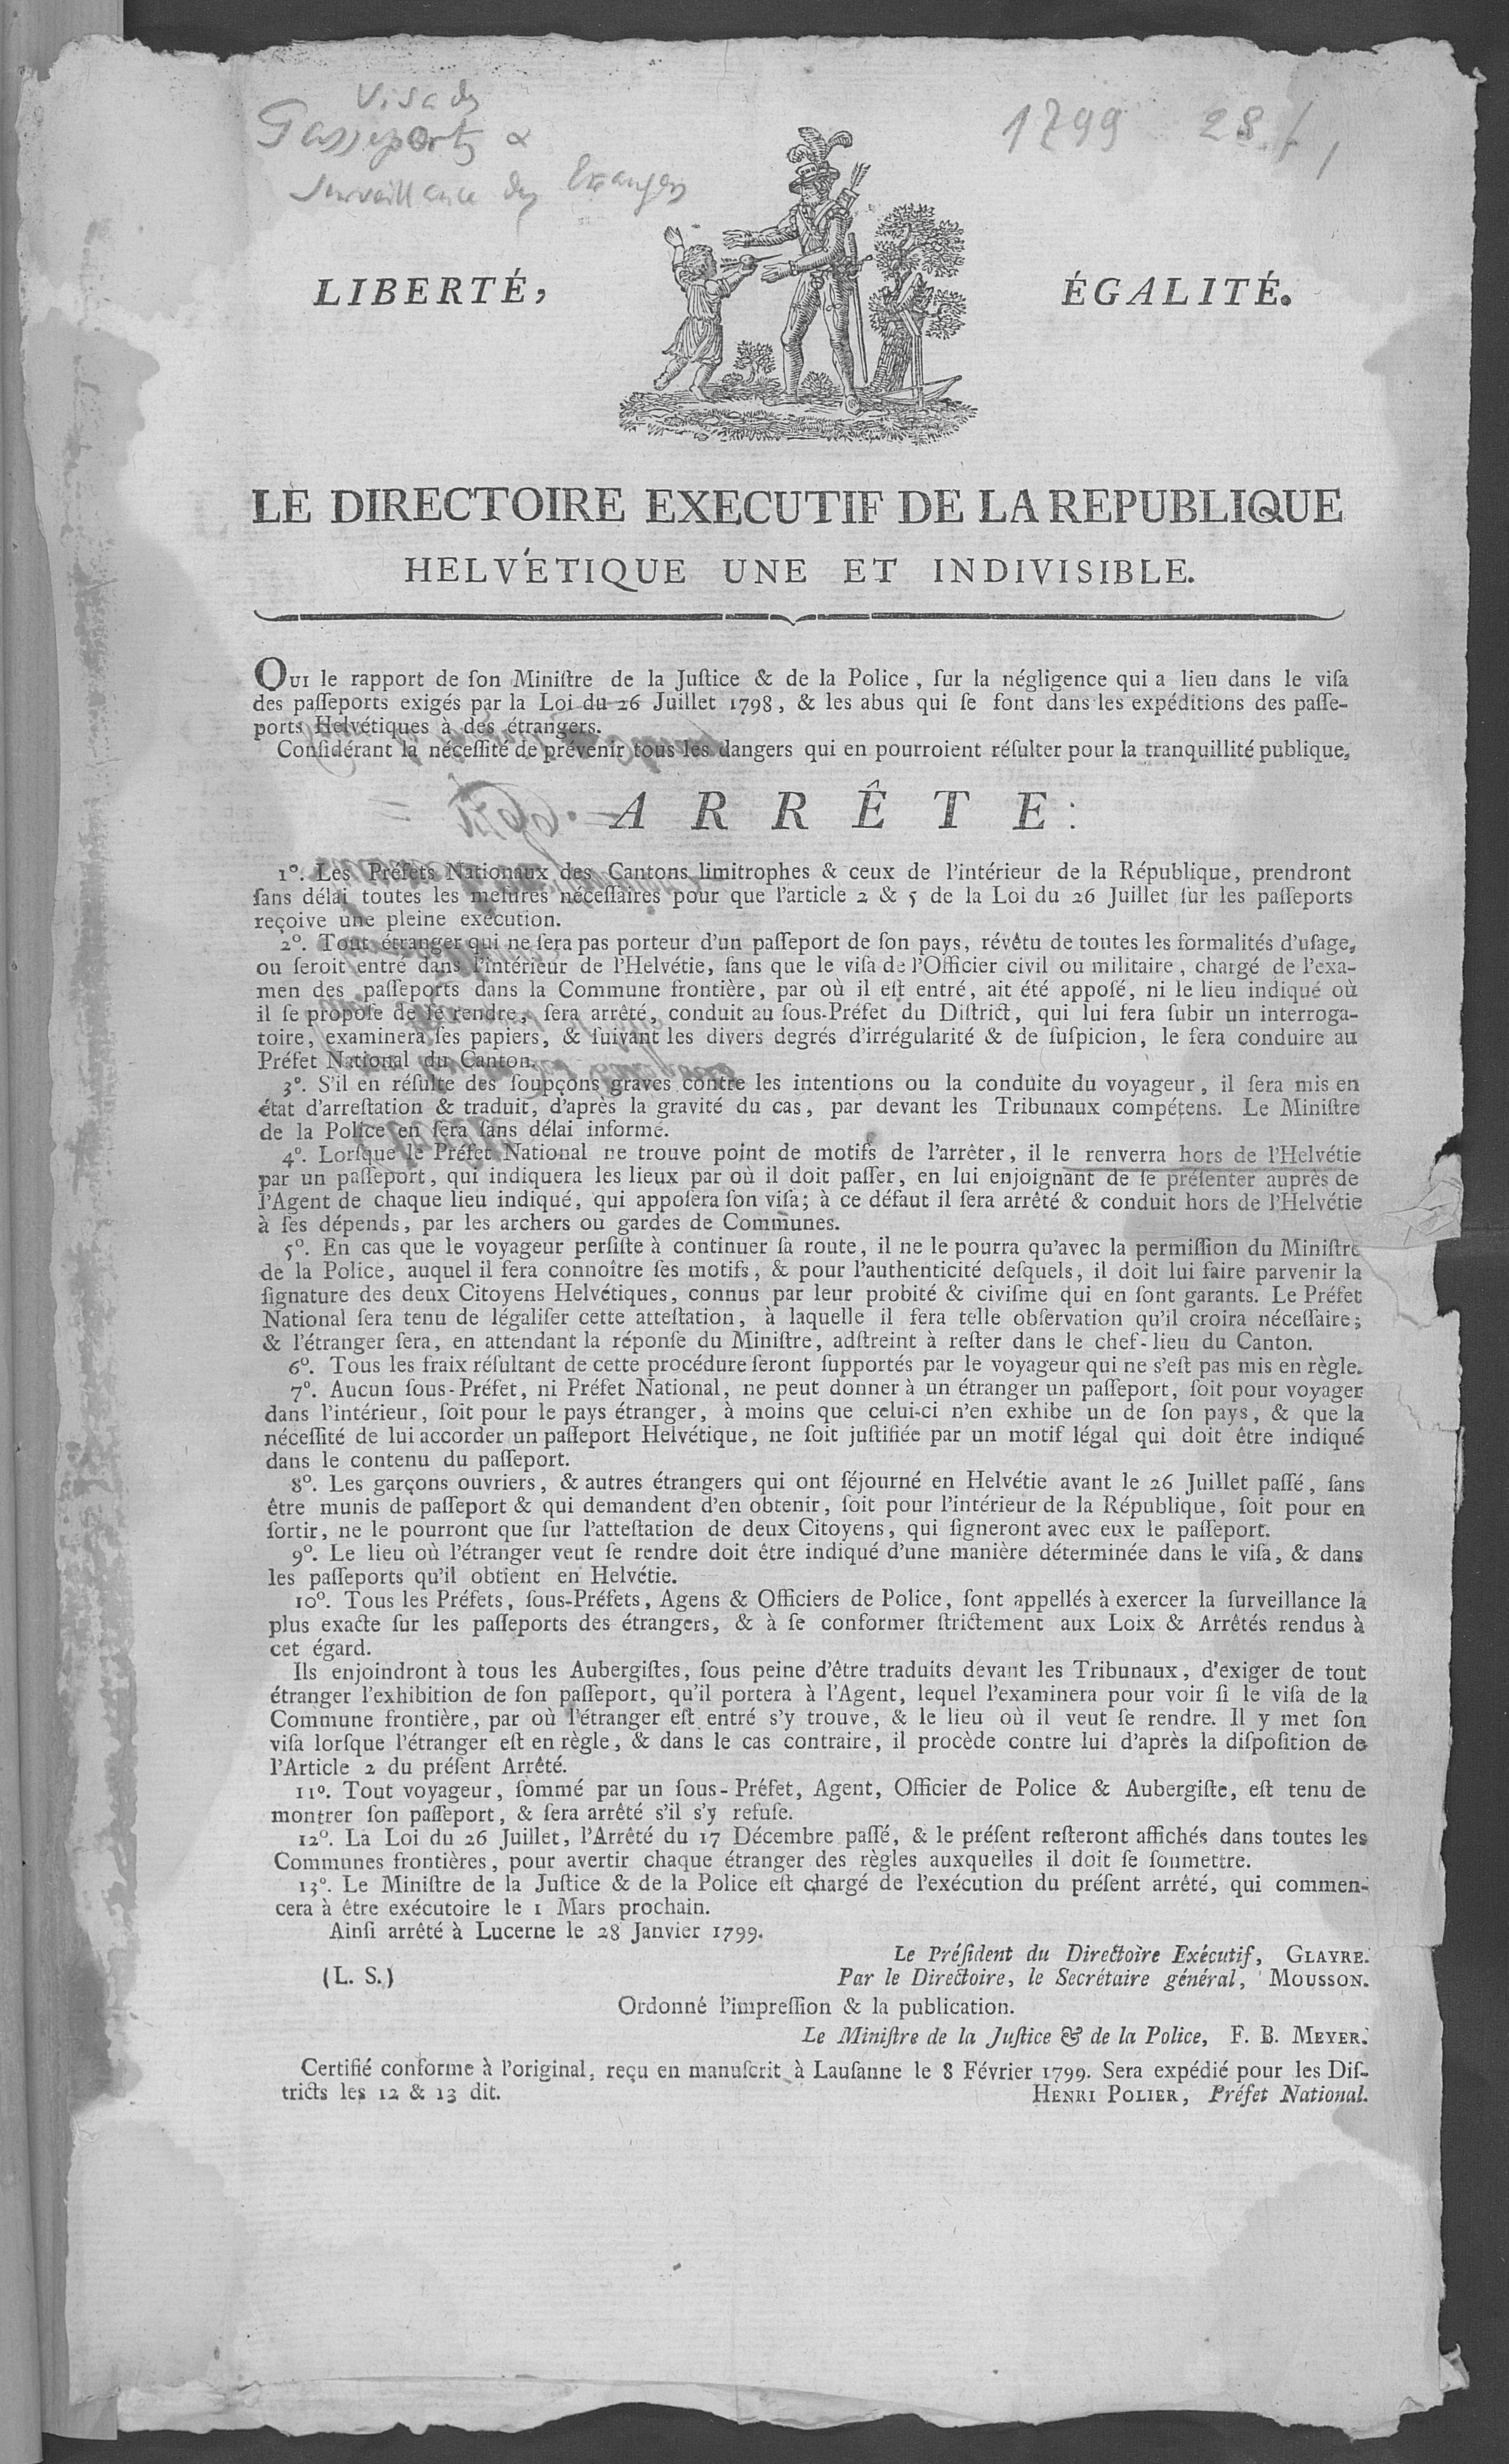 Visa des
Passeports &
Surveillance des Etrangers
1799 28.1
LIBERTÉ,
ÉGALITÉ.
LE DIRECTOIRE EXECUTIF DE LA REPUBLIQUE
HELVÉTIQUE UNE ET INDIVISIBLE.
Oui le rapport de ſon Miniſtre de la Juſtice & de la Police, ſur la négligence qui a lieu dans le viſa
des paſſeports exigés par la Loi du 26 Juillet 1798, & les abus qui ſe font dans les expéditions des paſſe-
ports Helvétiques à des étrangers.
Conſidérant la néceſſité de prévenir tous les dangers qui en pourroient réſulter pour la tranquillité publique,
ARRÊTE:
1°. Les Préfets Nationaux des Cantons limitrophes & ceux de l'intérieur de la République, prendront
ſans délai toutes les meſures néceſſaires pour que l'article 2 & 5 de la Loi du 26 Juillet ſur les paſſeports
reçoive une pleine exécution.
2°. Tout étranger qui ne ſera pas porteur d'un paſſeport de ſon pays, révêtu de toutes les formalités d'uſage,
ou ſeroit entré dans l'intérieur de l'Helvétie, ſans que le viſa de l'Officier civil ou militaire, chargé de l'exa-
men des paſſeports dans la Commune frontière, par où il eſt entré, ait été appoſé, ni le lieu indiqué où
il ſe propoſe de ſe rendre, ſera arrêté, conduit au ſous-Préfet du Diſtrict, qui lui fera ſubir un interroga-
toire, examinera ſes papiers, & ſuivant les divers degrés d'irrégularité & de ſuſpicion, le fera conduire au
Préfet National du Canton.
3°. S'il en réſulte des ſoupçons graves contre les intentions ou la conduite du voyageur, il ſera mis en
état d'arreſtation & traduit, d'après la gravité du cas, par devant les Tribunaux compétens. Le Miniſtre
de la Police en ſera ſans délai informé.
4°. Lorſque le Préfet National ne trouve point de motifs de l'arrêter, il le renverra hors de l'Helvétie
par un paſſeport, qui indiquera les lieux par où il doit paſſer, en lui enjoignant de ſe préſenter auprès de
l'Agent de chaque lieu indiqué, qui appoſera ſon viſa; à ce défaut il ſera arrêté & conduit hors de l'Helvétie
à ſes dépends, par les archers ou gardes de Communes.
5°. En cas que le voyageur perſiſte à continuer ſa route, il ne le pourra qu'avec la permiſſion du Miniſtre
de la Police, auquel il fera connoître ſes motifs, & pour l'authenticité deſquels, il doit lui faire parvenir la
ſignature des deux Citoyens Helvétiques, connus par leur probité & civiſme qui en ſont garants. Le Préfet
National ſera tenu de légaliſer cette atteſtation, à laquelle il fera telle obſervation qu'il croira néceſſaire;
& l'étranger ſera, en attendant la réponſe du Miniſtre, adſtreint à reſter dans le chef-lieu du Canton.
6°. Tous les fraix réſultant de cette procédure ſeront ſupportés par le voyageur qui ne s'eſt pas mis en règle.
7°. Aucun ſous-Préfet, ni Préfet National, ne peut donner à un étranger un paſſeport, ſoit pour voyager
dans l'intérieur, ſoit pour le pays étranger, à moins que celui-ci n'en exhibe un de ſon pays, & que la
néceſſité de lui accorder un paſſeport Helvétique, ne ſoit juſtifiée par un motif légal qui doit être indiqué
dans le contenu du paſſeport.
8°. Les garçons ouvriers, & autres étrangers qui ont ſéjourné en Helvétie avant le 26 Juillet paſſé, ſans
être munis de paſſeport & qui demandent d'en obtenir, ſoit pour l'intérieur de la République, ſoit pour en
ſortir, ne le pourront que ſur l'atteſtation de deux Citoyens, qui ſigneront avec eux le paſſeport.
9°. Le lieu où l'étranger veut ſe rendre doit être indiqué d'une manière déterminée dans le viſa, & dans
les paſſeports qu'il obtient en Helvétie.
10°. Tous les Préfets, ſous-Préfets, Agens & Officiers de Police, ſont appellés à exercer la ſurveillance la
plus exacte ſur les paſſeports des étrangers, & à ſe conformer ſtrictement aux Loix & Arrêtés rendus à
cet égard.
Ils enjoindront à tous les Aubergiſtes, ſous peine d'être traduits devant les Tribunaux, d'exiger de tout
étranger l'exhibition de ſon paſſeport, qu'il portera à l'Agent, lequel l'examinera pour voir ſi le viſa de la
Commune frontière, par où l'étranger eſt entré s'y trouve, & le lieu où il veut ſe rendre. Il y met ſon
viſa lorſque l'étranger eſt en règle, & dans le cas contraire, il procède contre lui d'après la diſpoſition de
l'Article 2 du préſent Arrêté.
11°. Tout voyageur, ſommé par un ſous-Préfet, Agent, Officier de Police & Aubergiſte, eſt tenu de
montrer ſon paſſeport, & ſera arrêté s'il s'y refuſe.
12°. La Loi du 26 Juillet, l'Arrêté du 17 Décembre paſſé, & le préſent reſteront affichés dans toutes les
Communes frontières, pour avertir chaque étranger des règles auxquelles il doit ſe ſoumettre.
13°. Le Miniſtre de la Juſtice & de la Police eſt chargé de l'exécution du préſent arrêté, qui commen-
cera à être exécutoire le 1 Mars prochain.
Ainſi arrêté à Lucerne le 28 Janvier 1799.
Le Préſident du Directoire Exécutif, GLAYRE.
(L. S.)
Par le Directoire, le Secrétaire général, MOUSSON.
Ordonné l'impreſſion & la publication.
Le Miniſtre de la Juſtice & de la Police, F. B. MEYER.
Certifié conforme à l'original, reçu en manuſcrit à Lauſanne le 8 Février 1799. Sera expédié pour les Diſ-
tricts les 12 & 13 dit.
HENRI POLIER, Préfet National.